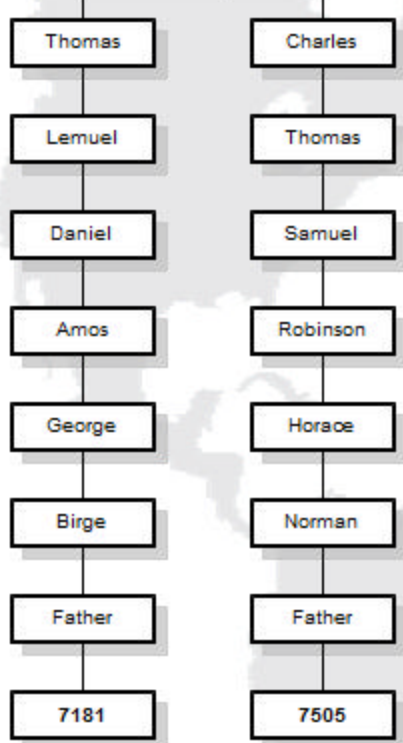 Thomas
Charles
Lemuel
Thomas
Daniel
Samuel
Amos
Robinson
George
Horace
Birge
Norman
Father
Father
7181
7505